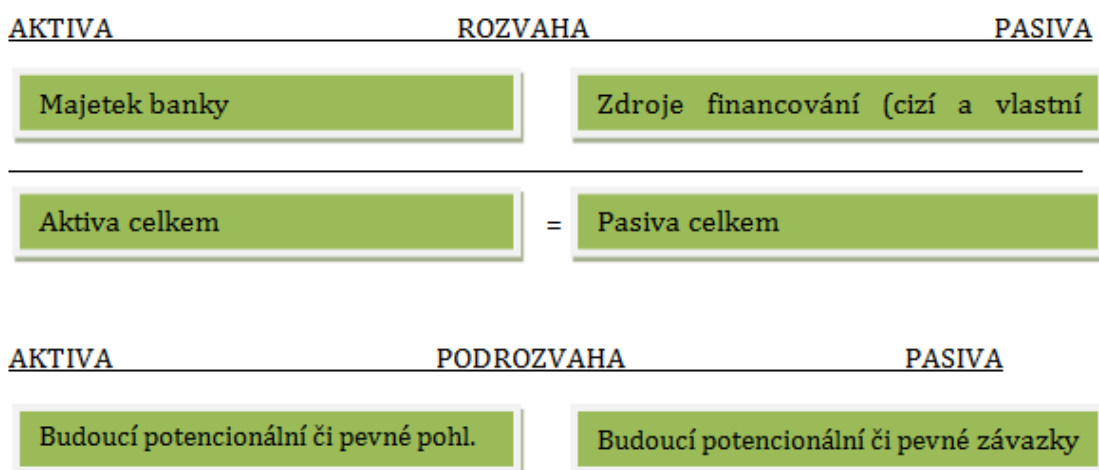 AKTIVA ROZVAHA PASIVA
Majetek banky Zdroje financování (cizí a vlastní
Aktiva celkem = Pasiva celkem
AKTIVA PODROZVAHA PASIVA
Budoucí potencionální či pevné pohl. Budoucí potencionální či pevné závazky